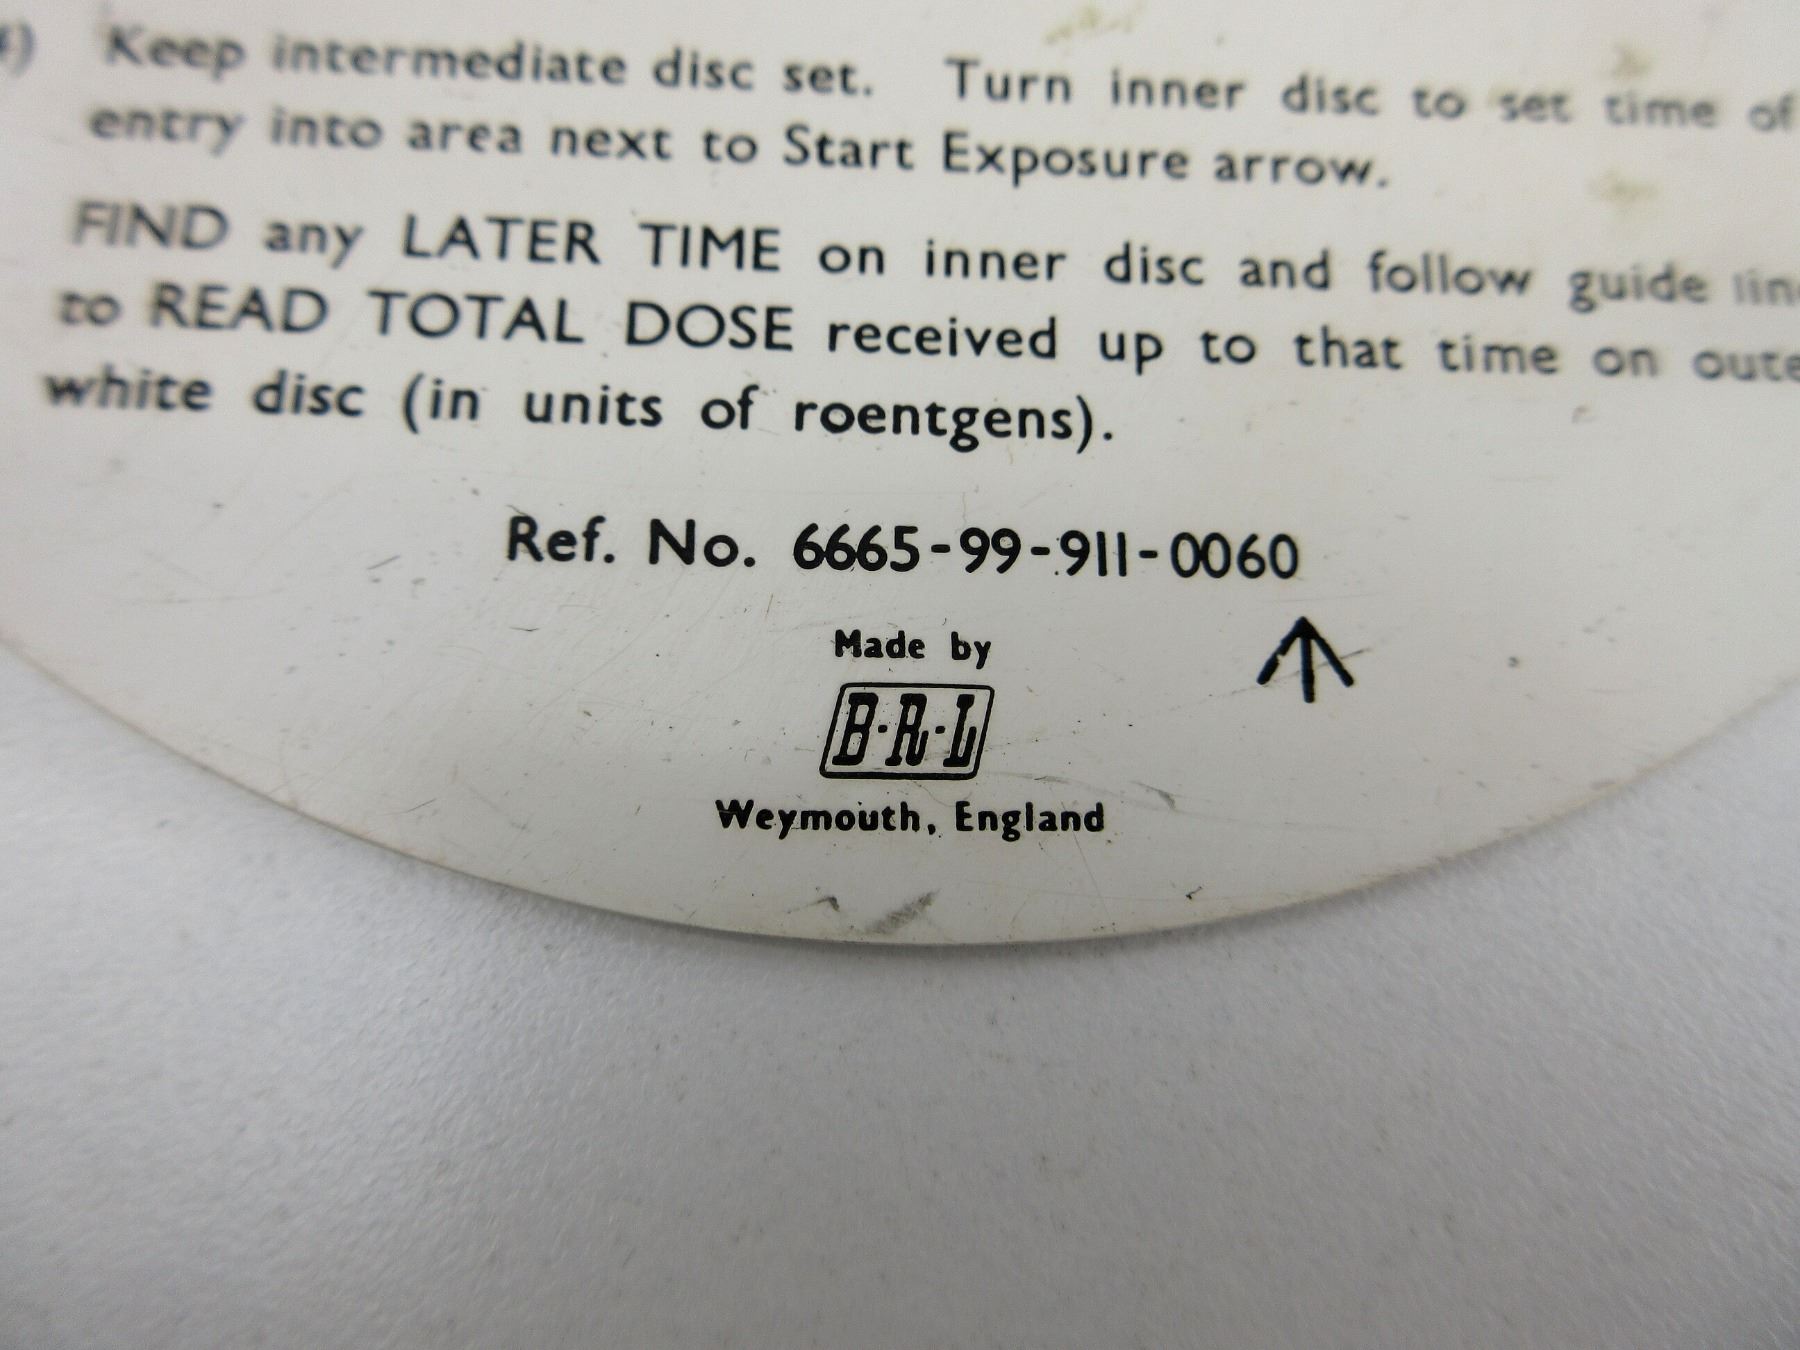 Keep intermediate disc set. Turn inner disc to set time of
entry into area next to Start Exposure arrow.
FIND any LATER TIME on inner disc and follow guide
to READ TOTAL DOSE received up to that time on
white disc (in units of roentgens).
Ref. No. 6665-99-911-0060
Made by
B·R·L
Weymouth, England